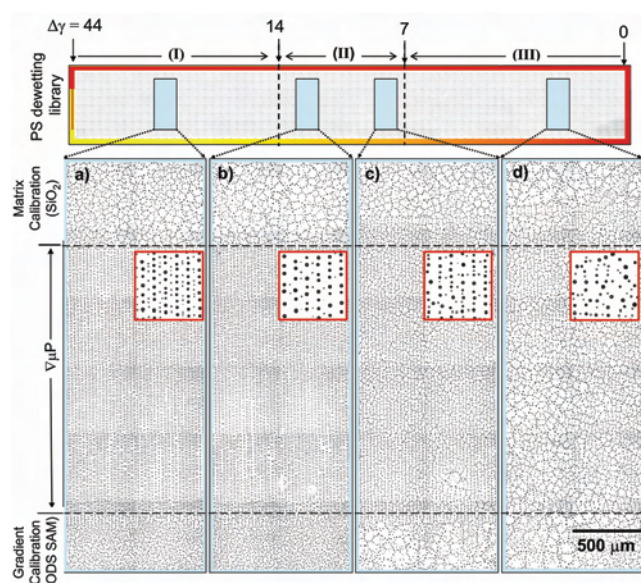 Δγ = 44 14 7 0
(I) (II) (III)
PS dewetting
library
a) b) c) d)
Matrix
Calibration
(SiO2)
∇μP
Gradient
Calibration
(ODS SAM)
500 μm